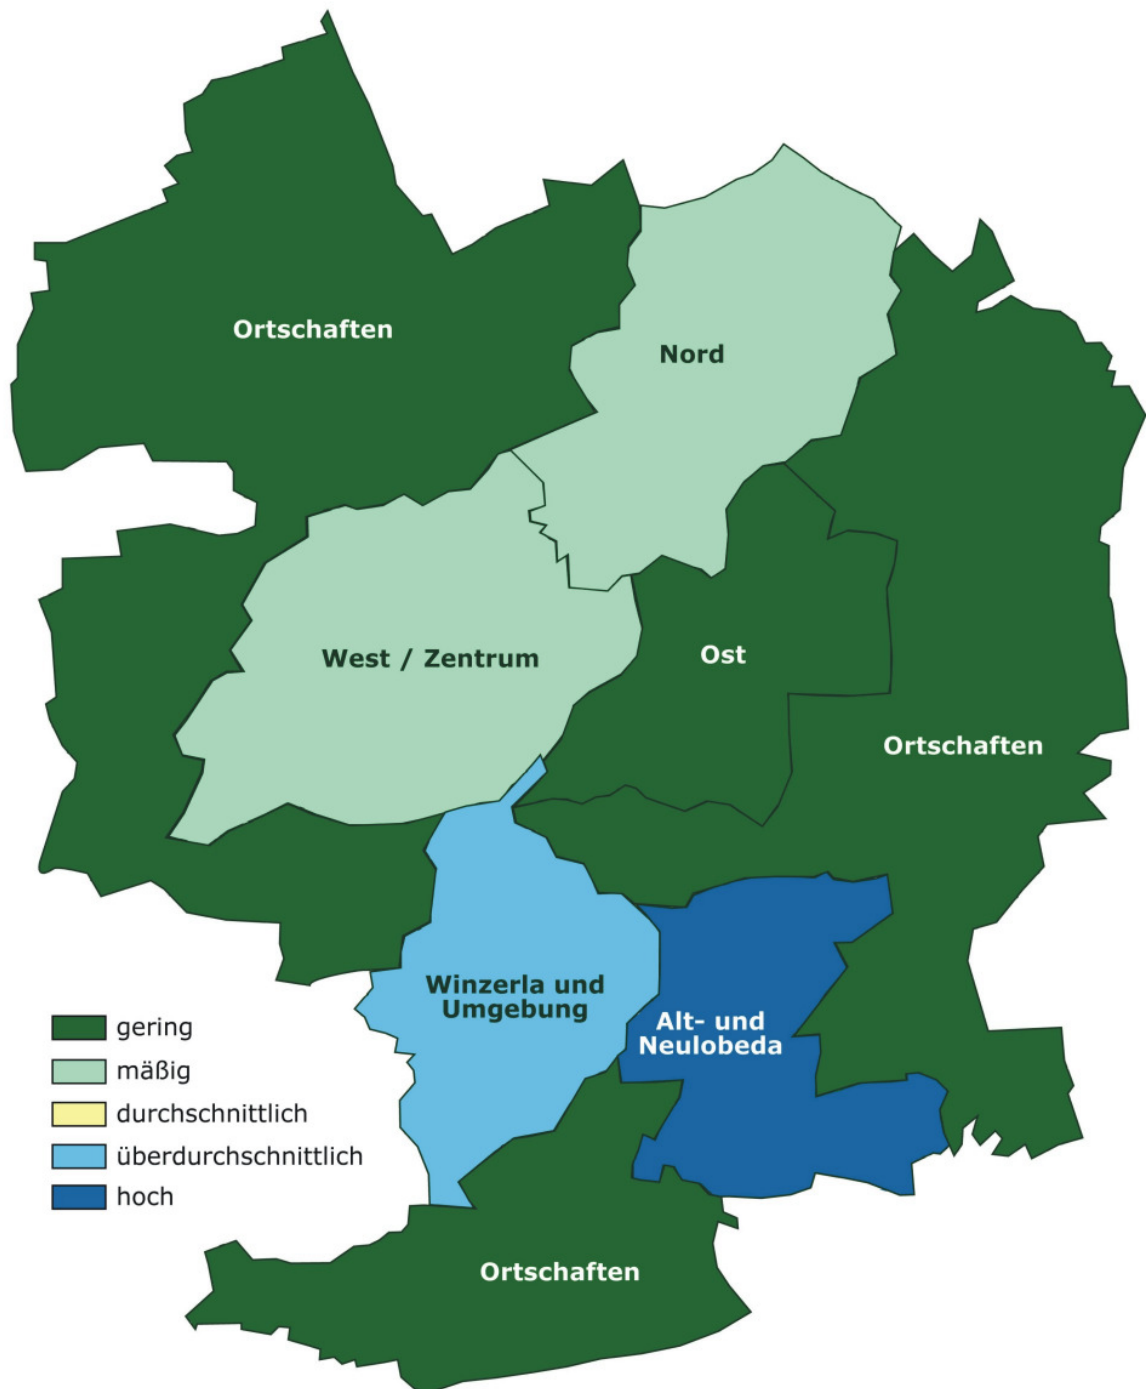 Ortschaften
Nord
West / Zentrum
Ost
Ortschaften
Winzerla und
Umgebung
Alt- und
Neulobeda
gering
mäßig
durchschnittlich
überdurchschnittlich
hoch
Ortschaften